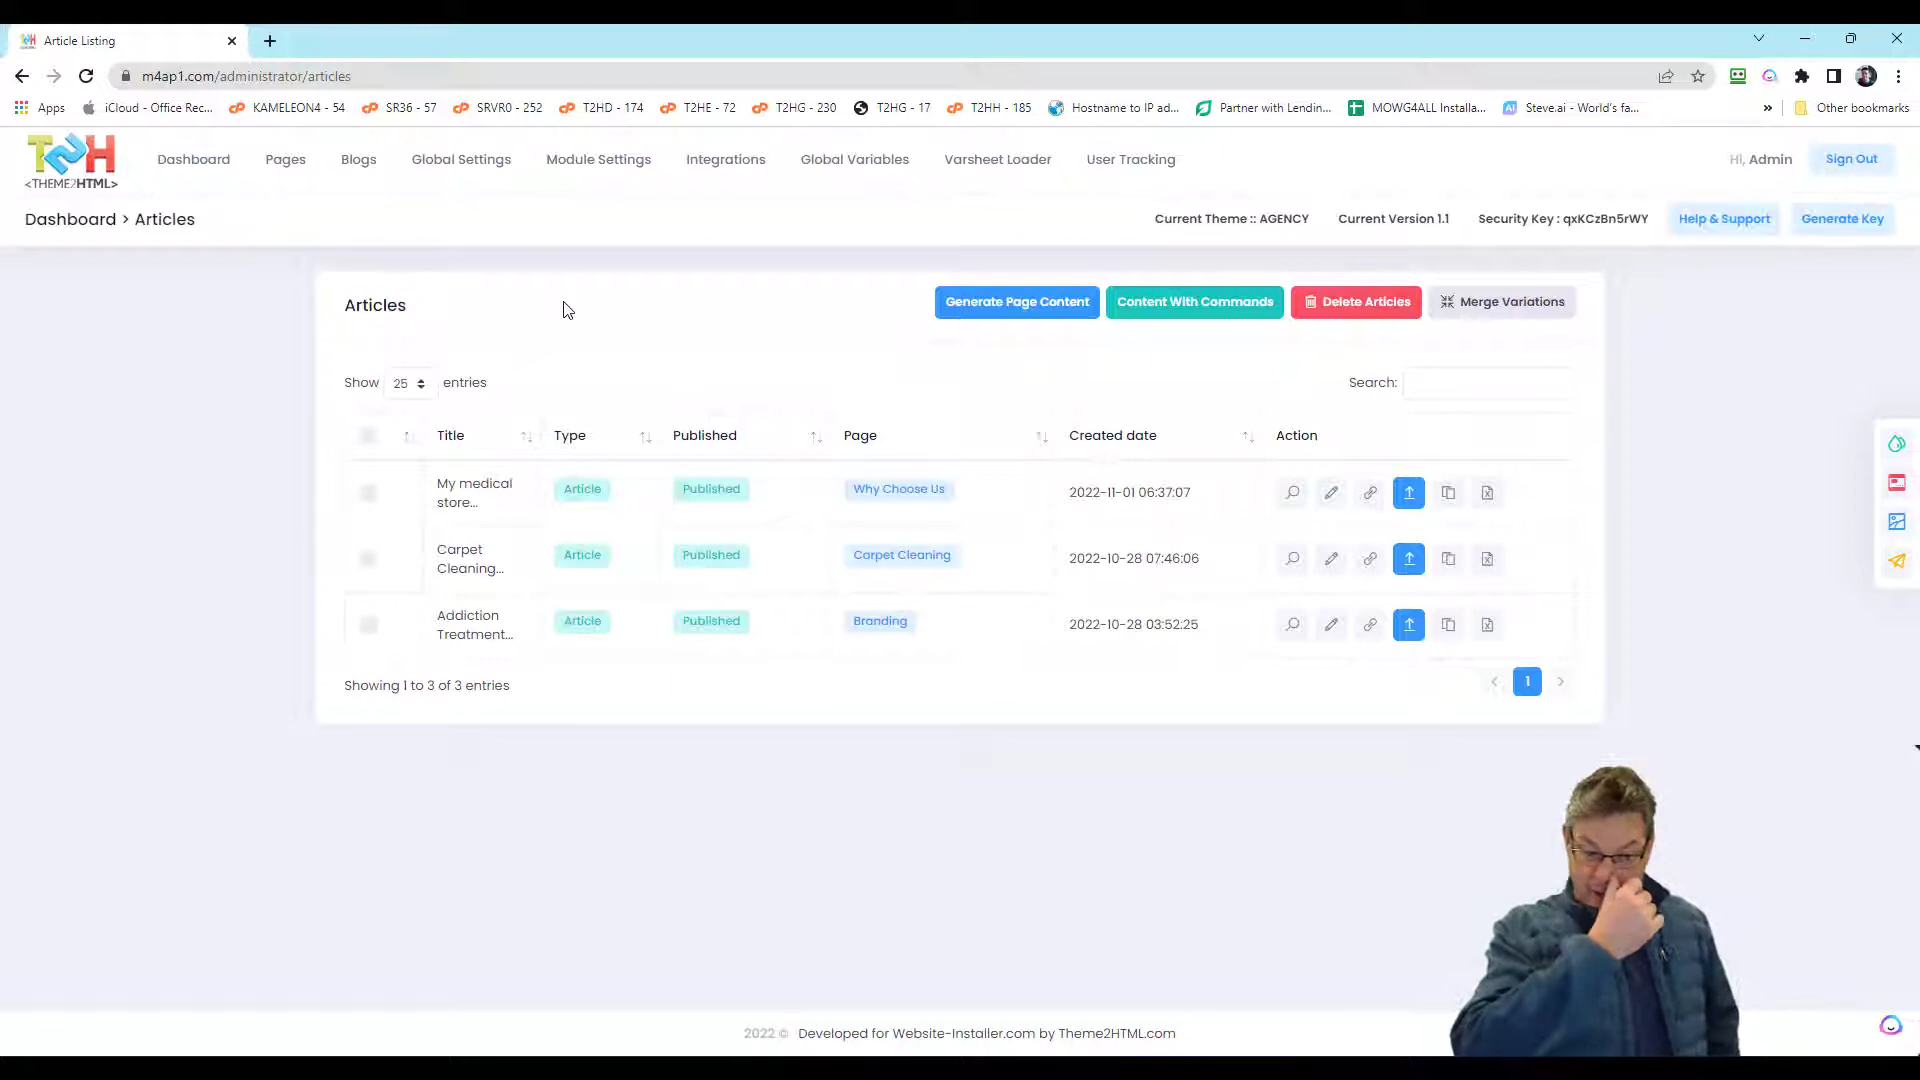 Article Listing
m4ap1.com/administrator/articles
Apps iCloud - Office Rec... KAMELEON4 - 54 SR36 - 57 SRVR0 - 252 T2HD - 174 T2HE - 72 T2HG - 230 T2HG - 17 T2HH - 185 Hostname to IP ad... Partner with Lendin... MOWG4ALL Installa... Steve.ai - World's fa... » Other bookmarks
T2H
<THEME2HTML>
Dashboard Pages Blogs Global Settings Module Settings Integrations Global Variables Varsheet Loader User Tracking Hi, Admin Sign Out
Dashboard > Articles Current Theme :: AGENCY Current Version 1.1 Security Key : qxKCzBn5rWY Help & Support Generate Key
Articles Generate Page Content Content With Commands Delete Articles Merge Variations
Show 25 entries Search:
Title Type Published Page Created date Action
My medical store... Article Published Why Choose Us 2022-11-01 06:37:07
Carpet Cleaning... Article Published Carpet Cleaning 2022-10-28 07:46:06
Addiction Treatment... Article Published Branding 2022-10-28 03:52:25
Showing 1 to 3 of 3 entries < 1 >
2022 © Developed for Website-Installer.com by Theme2HTML.com